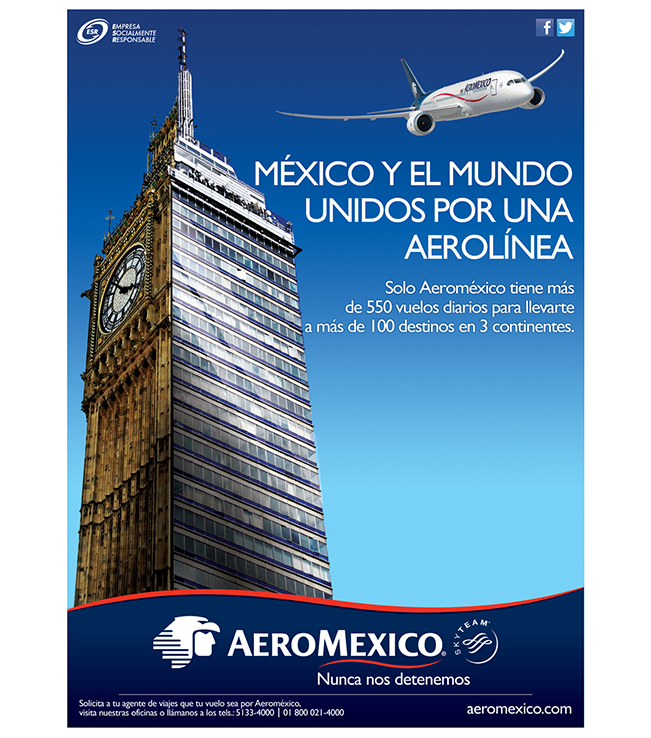 ESR
EMPRESA
SOCIALMENTE
RESPONSABLE
AEROMEXICO
MÉXICO Y EL MUNDO
UNIDOS POR UNA
AEROLÍNEA
Solo Aeroméxico tiene más
de 550 vuelos diarios para llevarte
a más de 100 destinos en 3 continentes.
AEROMEXICO®
SKYTEAM
Nunca nos detenemos
Solicita a tu agente de viajes que tu vuelo sea por Aeroméxico,
visita nuestras oficinas o llámanos a los tels.: 5133-4000 | 01 800 021-4000
aeromexico.com